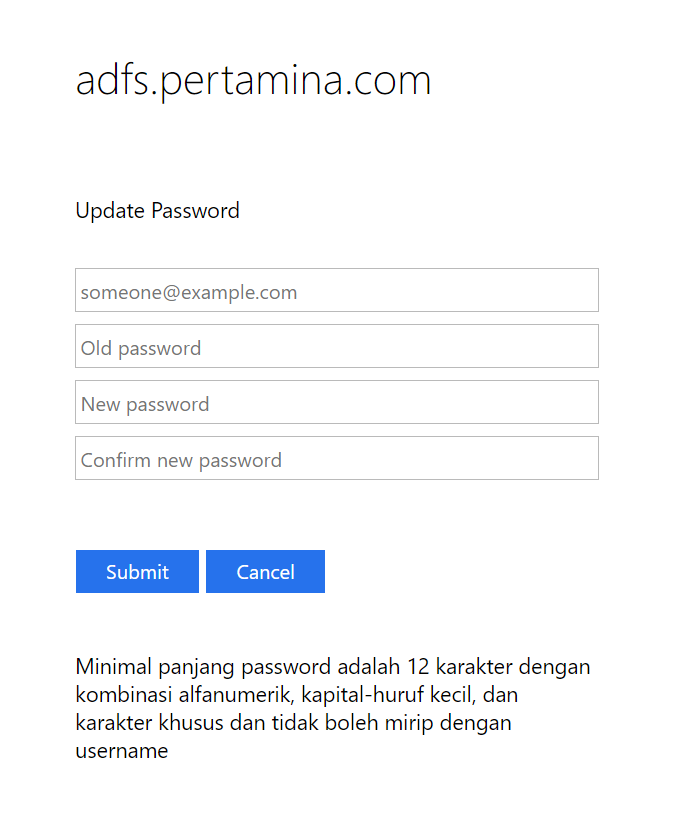 adfs.pertamina.com
Update Password
someone@example.com
Old password
New password
Confirm new password
Submit Cancel
Minimal panjang password adalah 12 karakter dengan
kombinasi alfanumerik, kapital-huruf kecil, dan
karakter khusus dan tidak boleh mirip dengan
username